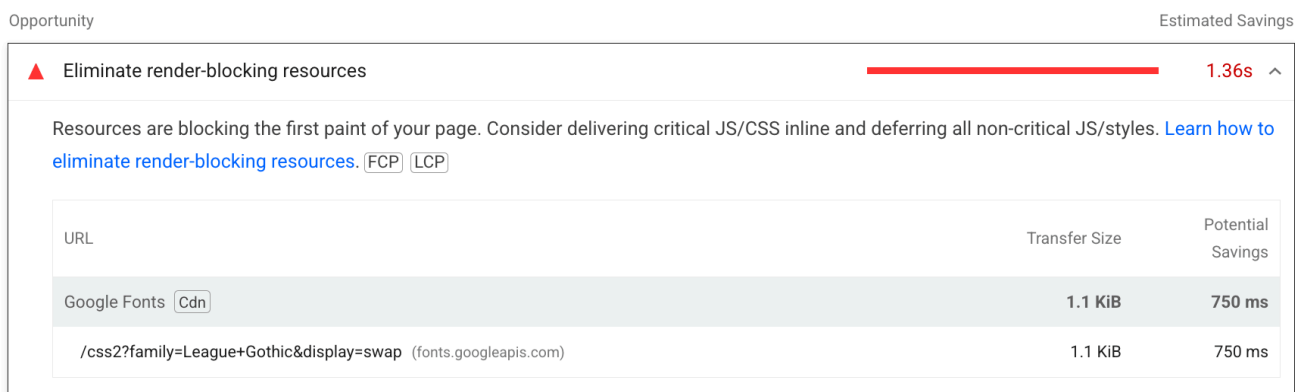 Opportunity Estimated Savings
Eliminate render-blocking resources 1.36s
Resources are blocking the first paint of your page. Consider delivering critical JS/CSS inline and deferring all non-critical JS/styles. Learn how to
eliminate render-blocking resources. FCP LCP
URL Transfer Size Potential Savings
Google Fonts Cdn 1.1 KiB 750 ms
/css2?family=League+Gothic&display=swap (fonts.googleapis.com) 1.1 KiB 750 ms